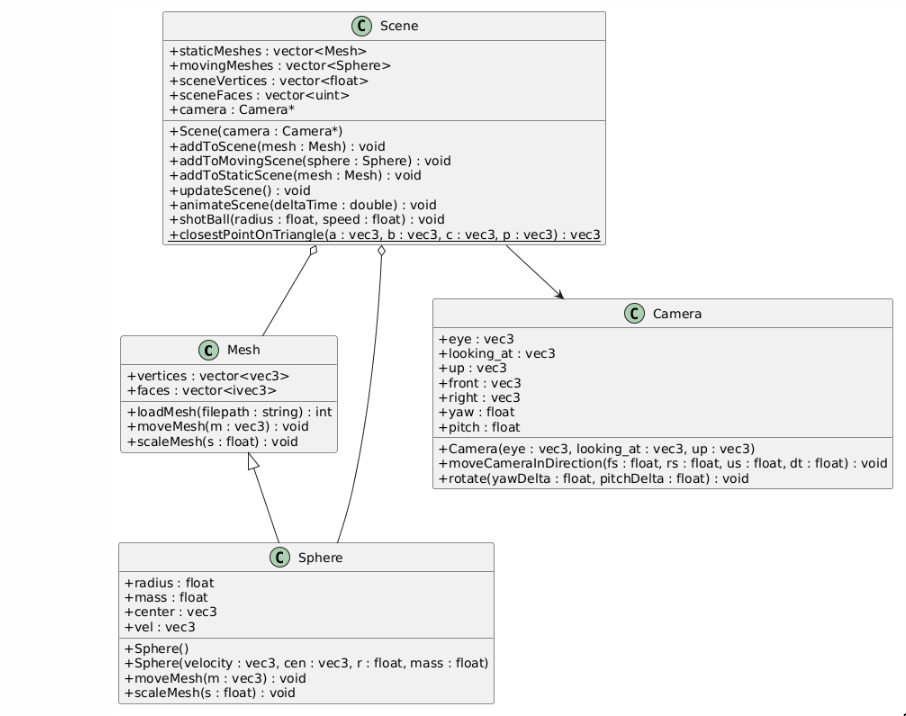 C Scene
+staticMeshes : vector<Mesh>
+movingMeshes : vector<Sphere>
+sceneVertices : vector<float>
+sceneFaces : vector<uint>
+camera : Camera*
+Scene(camera : Camera*)
+addToScene(mesh : Mesh) : void
+addToMovingScene(sphere : Sphere) : void
+addToStaticScene(mesh : Mesh) : void
+updateScene() : void
+animateScene(deltaTime : double) : void
+shotBall(radius : float, speed : float) : void
+closestPointOnTriangle(a : vec3, b : vec3, c : vec3, p : vec3) : vec3
C Mesh
+vertices : vector<vec3>
+faces : vector<ivec3>
+loadMesh(filepath : string) : int
+moveMesh(m : vec3) : void
+scaleMesh(s : float) : void
C Camera
+eye : vec3
+looking_at : vec3
+up : vec3
+front : vec3
+right : vec3
+yaw : float
+pitch : float
+Camera(eye : vec3, looking_at : vec3, up : vec3)
+moveCameraInDirection(fs : float, rs : float, us : float, dt : float) : void
+rotate(yawDelta : float, pitchDelta : float) : void
C Sphere
+radius : float
+mass : float
+center : vec3
+vel : vec3
+Sphere()
+Sphere(velocity : vec3, cen : vec3, r : float, mass : float)
+moveMesh(m : vec3) : void
+scaleMesh(s : float) : void